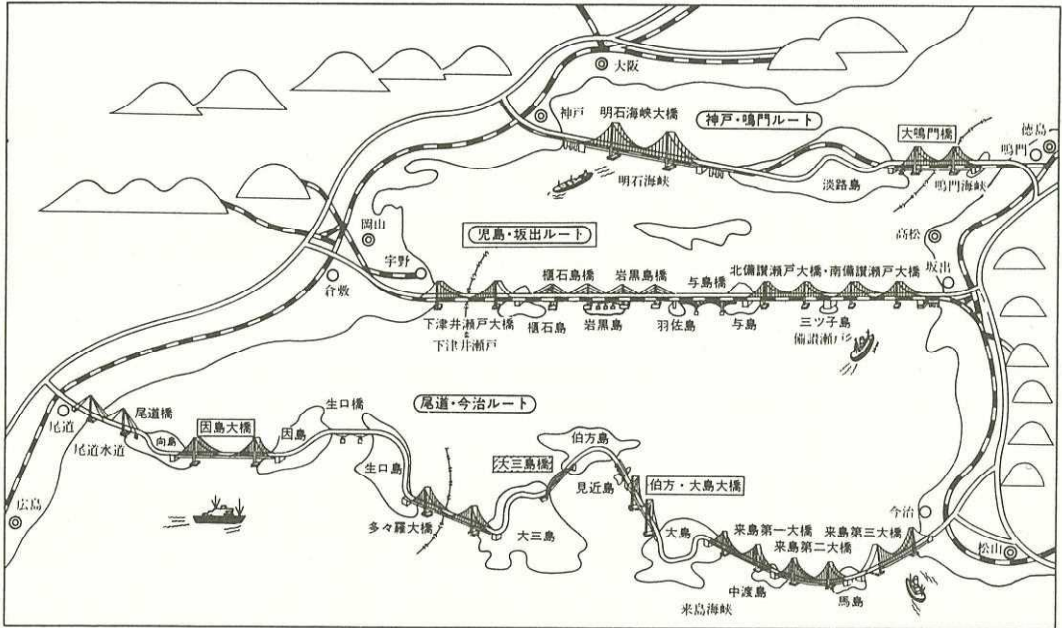 大阪
神戸
明石海峡大橋
神戸・鳴門ルート
大鳴門橋
徳島
鳴門
明石海峡
淡路島
鳴門海峡
岡山
児島・坂出ルート
高松
宇野
倉敷
櫃石島橋
岩黒島橋
与島橋
北備讃瀬戸大橋・南備讃瀬戸大橋
坂出
下津井瀬戸大橋
櫃石島
岩黒島
羽佐島
与島
三ツ子島
下津井瀬戸
備讃瀬戸
尾道・今治ルート
生口橋
尾道
尾道橋
因島大橋
因島
伯方島
尾道水道
向島
大三島橋
生口島
見近島
伯方・大島大橋
広島
多々羅大橋
大三島
大島
来島第一大橋
来島第三大橋
今治
来島第二大橋
松山
中渡島
馬島
来島海峡